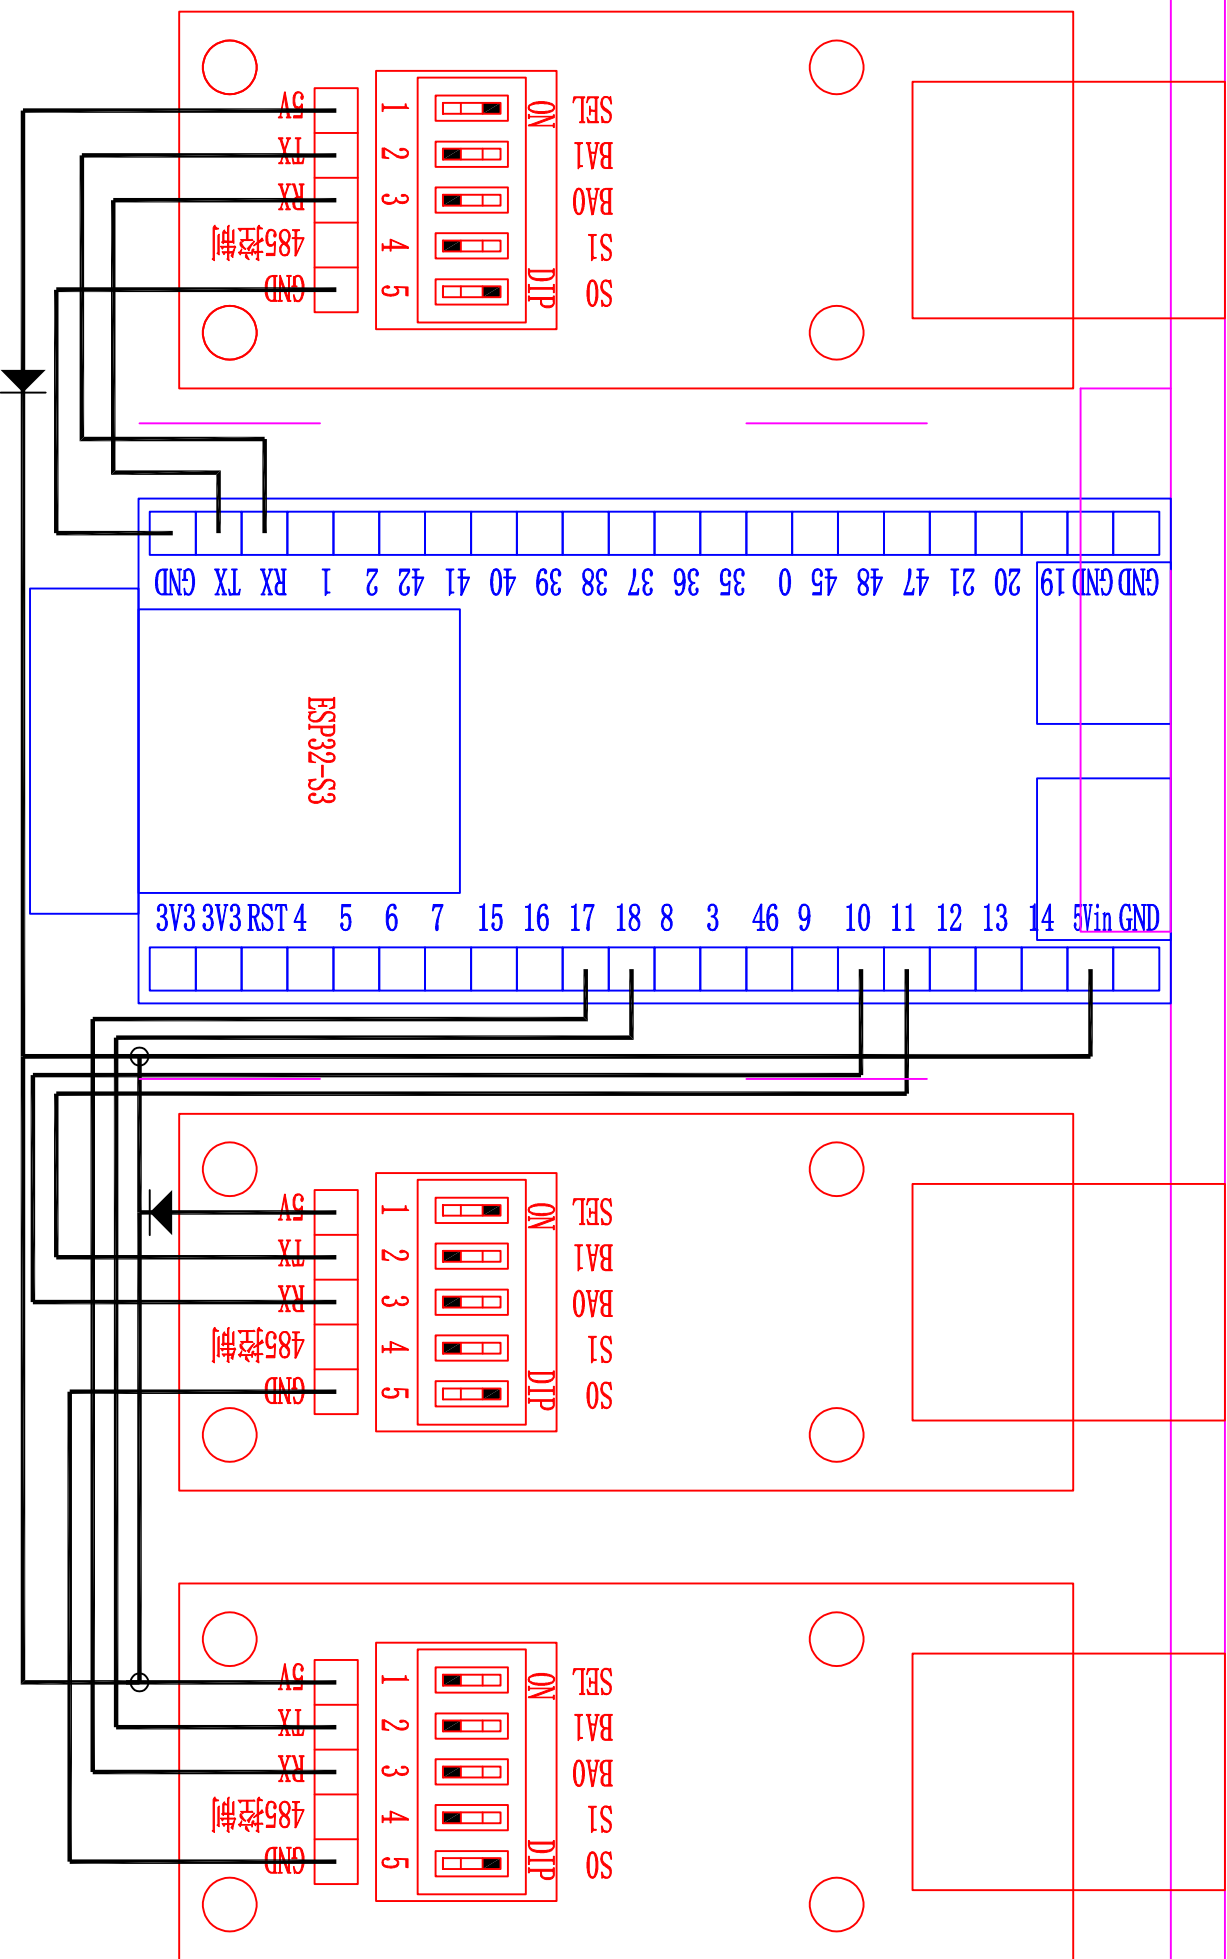 5V 1 ON SEL
TX 2 BA1
RX 3 BA0
485控制 4 S1
GND 5 DIP S0
GND TX RX 1 2 42 41 40 39 38 37 36 35 0 45 48 47 21 20 19 GND GND
ESP32-S3
3V3 3V3 RST 4 5 6 7 15 16 17 18 8 3 46 9 10 11 12 13 14 5Vin GND
5V 1 ON SEL
TX 2 BA1
RX 3 BA0
485控制 4 S1
GND 5 DIP S0
5V 1 ON SEL
TX 2 BA1
RX 3 BA0
485控制 4 S1
GND 5 DIP S0